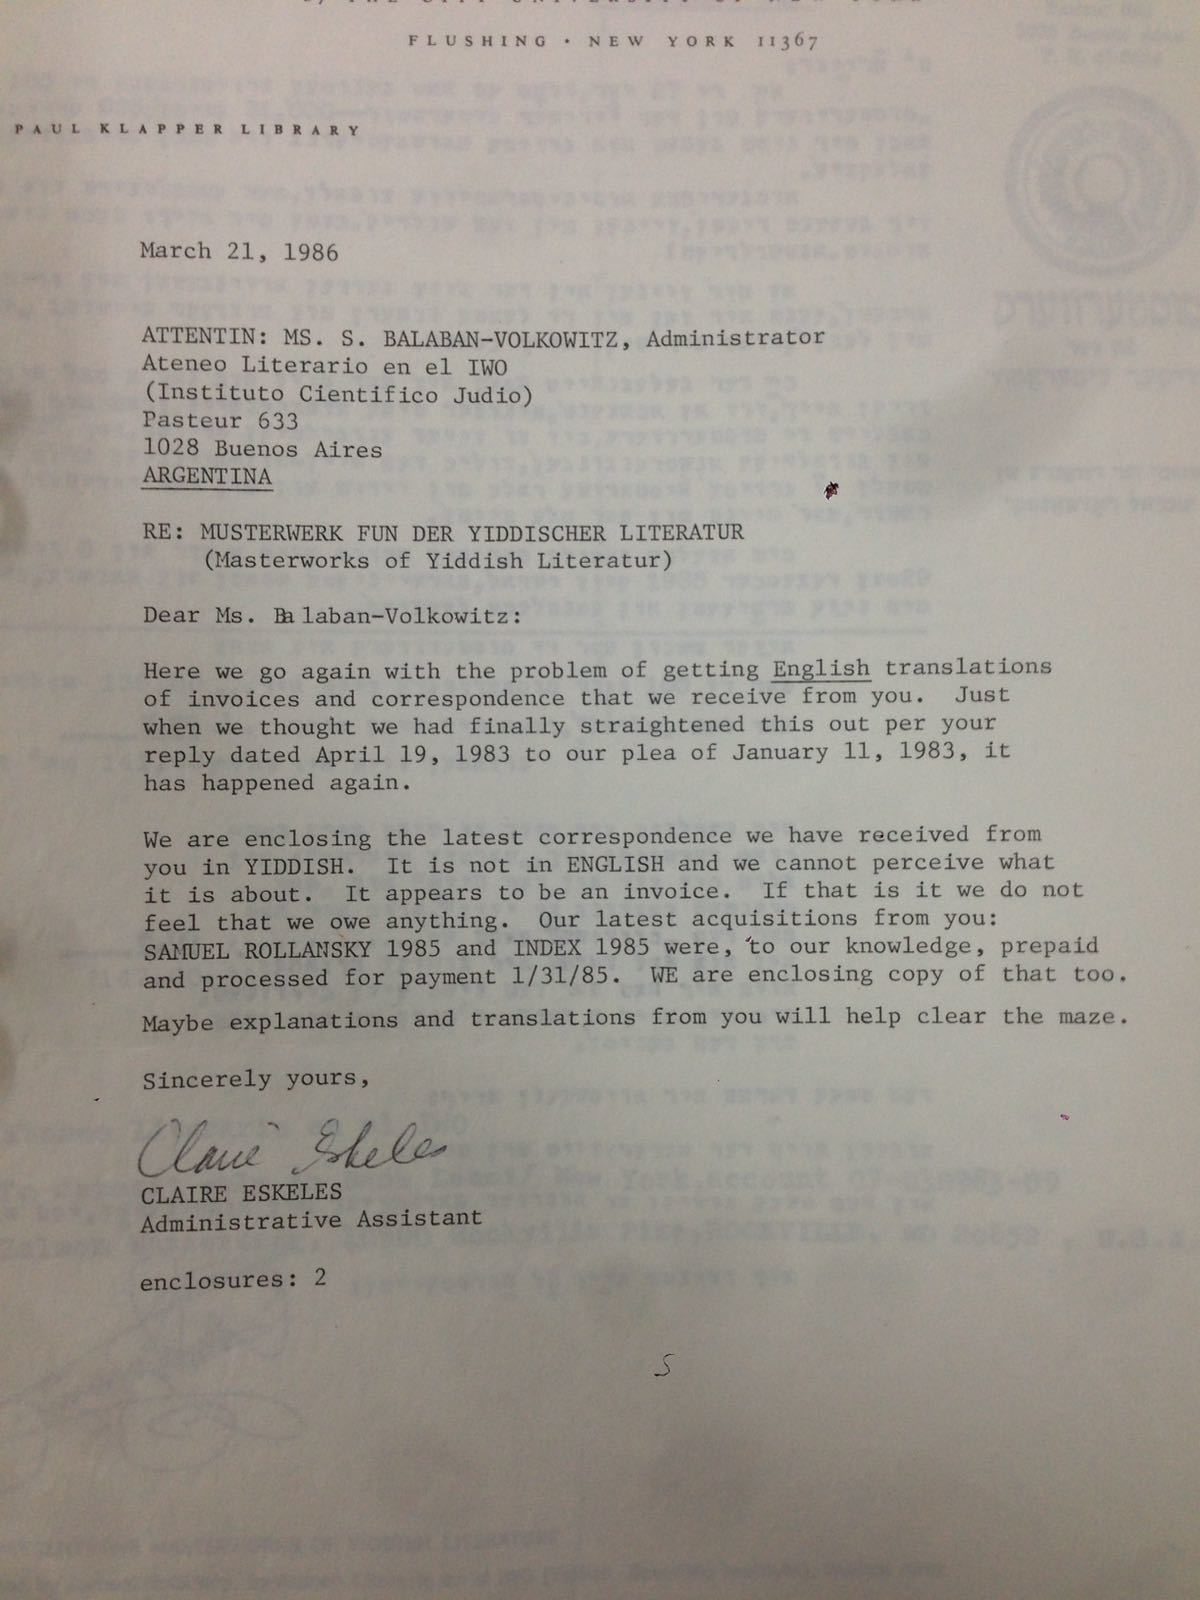 THE CITY UNIVERSITY OF NEW YORK
FLUSHING • NEW YORK 11367
PAUL KLAPPER LIBRARY
March 21, 1986
ATTENTIN: MS. S. BALABAN-VOLKOWITZ, Administrator
Ateneo Literario en el IWO
(Instituto Cientifico Judio)
Pasteur 633
1028 Buenos Aires
ARGENTINA
RE: MUSTERWERK FUN DER YIDDISCHER LITERATUR
(Masterworks of Yiddish Literatur)
Dear Ms. Balaban-Volkowitz:
Here we go again with the problem of getting English translations
of invoices and correspondence that we receive from you. Just
when we thought we had finally straightened this out per your
reply dated April 19, 1983 to our plea of January 11, 1983, it
has happened again.
We are enclosing the latest correspondence we have received from
you in YIDDISH. It is not in ENGLISH and we cannot perceive what
it is about. It appears to be an invoice. If that is it we do not
feel that we owe anything. Our latest acquisitions from you:
SAMUEL ROLLANSKY 1985 and INDEX 1985 were, to our knowledge, prepaid
and processed for payment 1/31/85. WE are enclosing copy of that too.
Maybe explanations and translations from you will help clear the maze.
Sincerely yours,
Claire Eskeles
CLAIRE ESKELES
Administrative Assistant
enclosures: 2
S